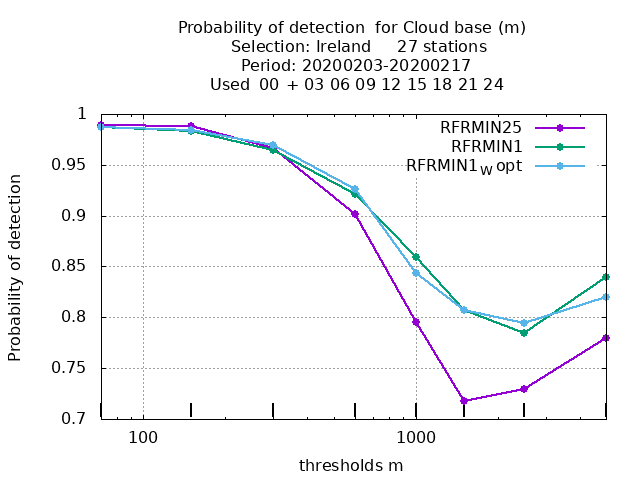 Probability of detection  for Cloud base (m)
Selection: Ireland     27 stations
Period: 20200203-20200217
Used  00 + 03 06 09 12 15 18 21 24
RFRMIN25
RFRMIN1
RFRMIN1W opt
1
0.95
0.9
0.85
0.8
0.75
0.7
Probability of detection
100 1000
thresholds m